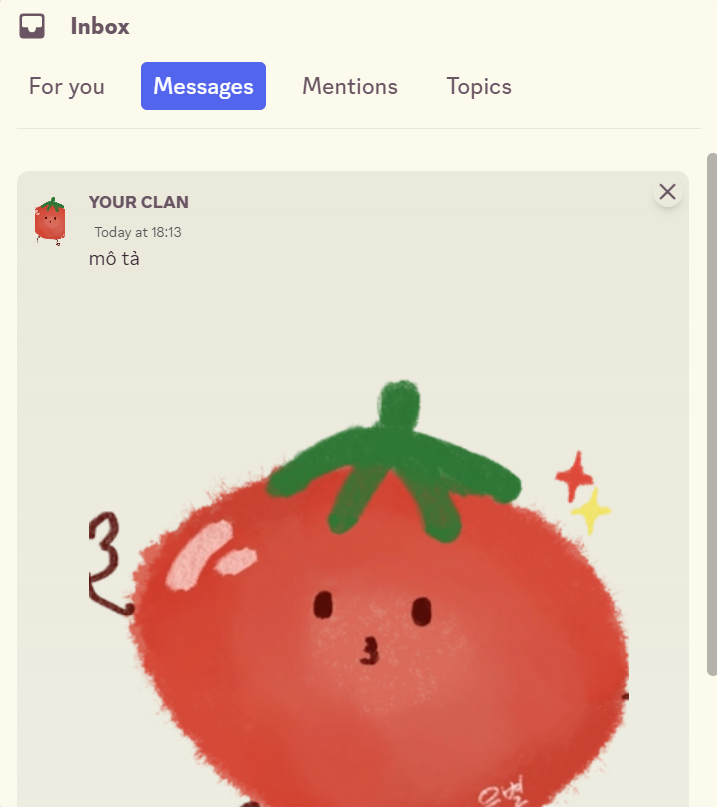 Inbox
For you
Messages
Mentions
Topics
YOUR CLAN
Today at 18:13
mô tả